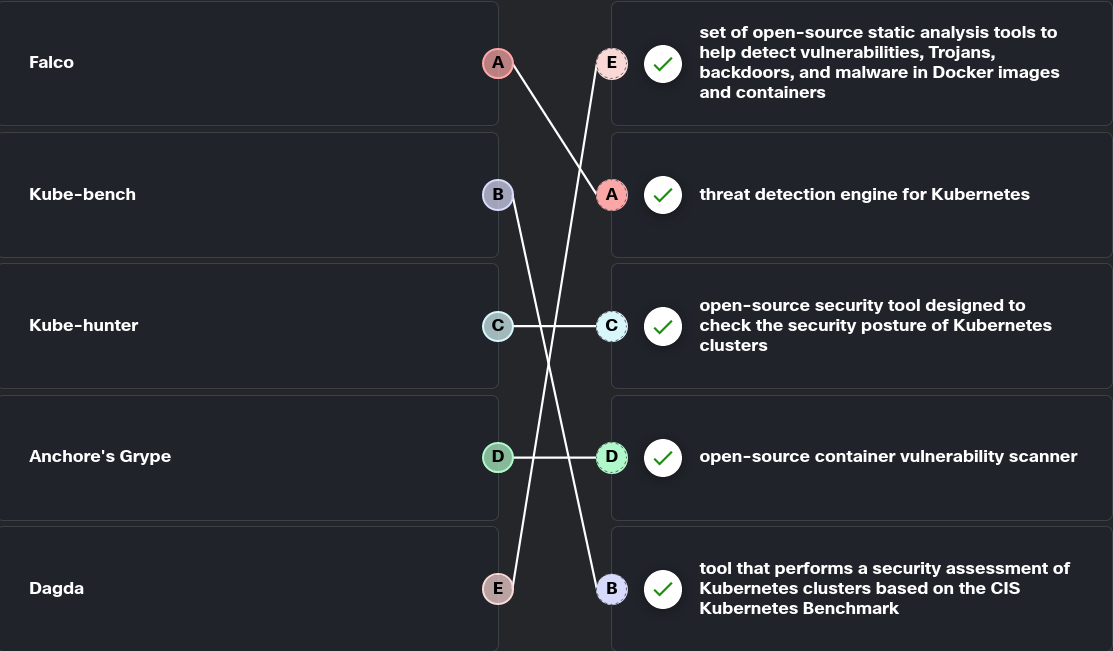 Falco
A
E
set of open-source static analysis tools to
help detect vulnerabilities, Trojans,
backdoors, and malware in Docker images
and containers
Kube-bench
B
A
threat detection engine for Kubernetes
Kube-hunter
C
C
open-source security tool designed to
check the security posture of Kubernetes
clusters
Anchore's Grype
D
D
open-source container vulnerability scanner
Dagda
E
B
tool that performs a security assessment of
Kubernetes clusters based on the CIS
Kubernetes Benchmark